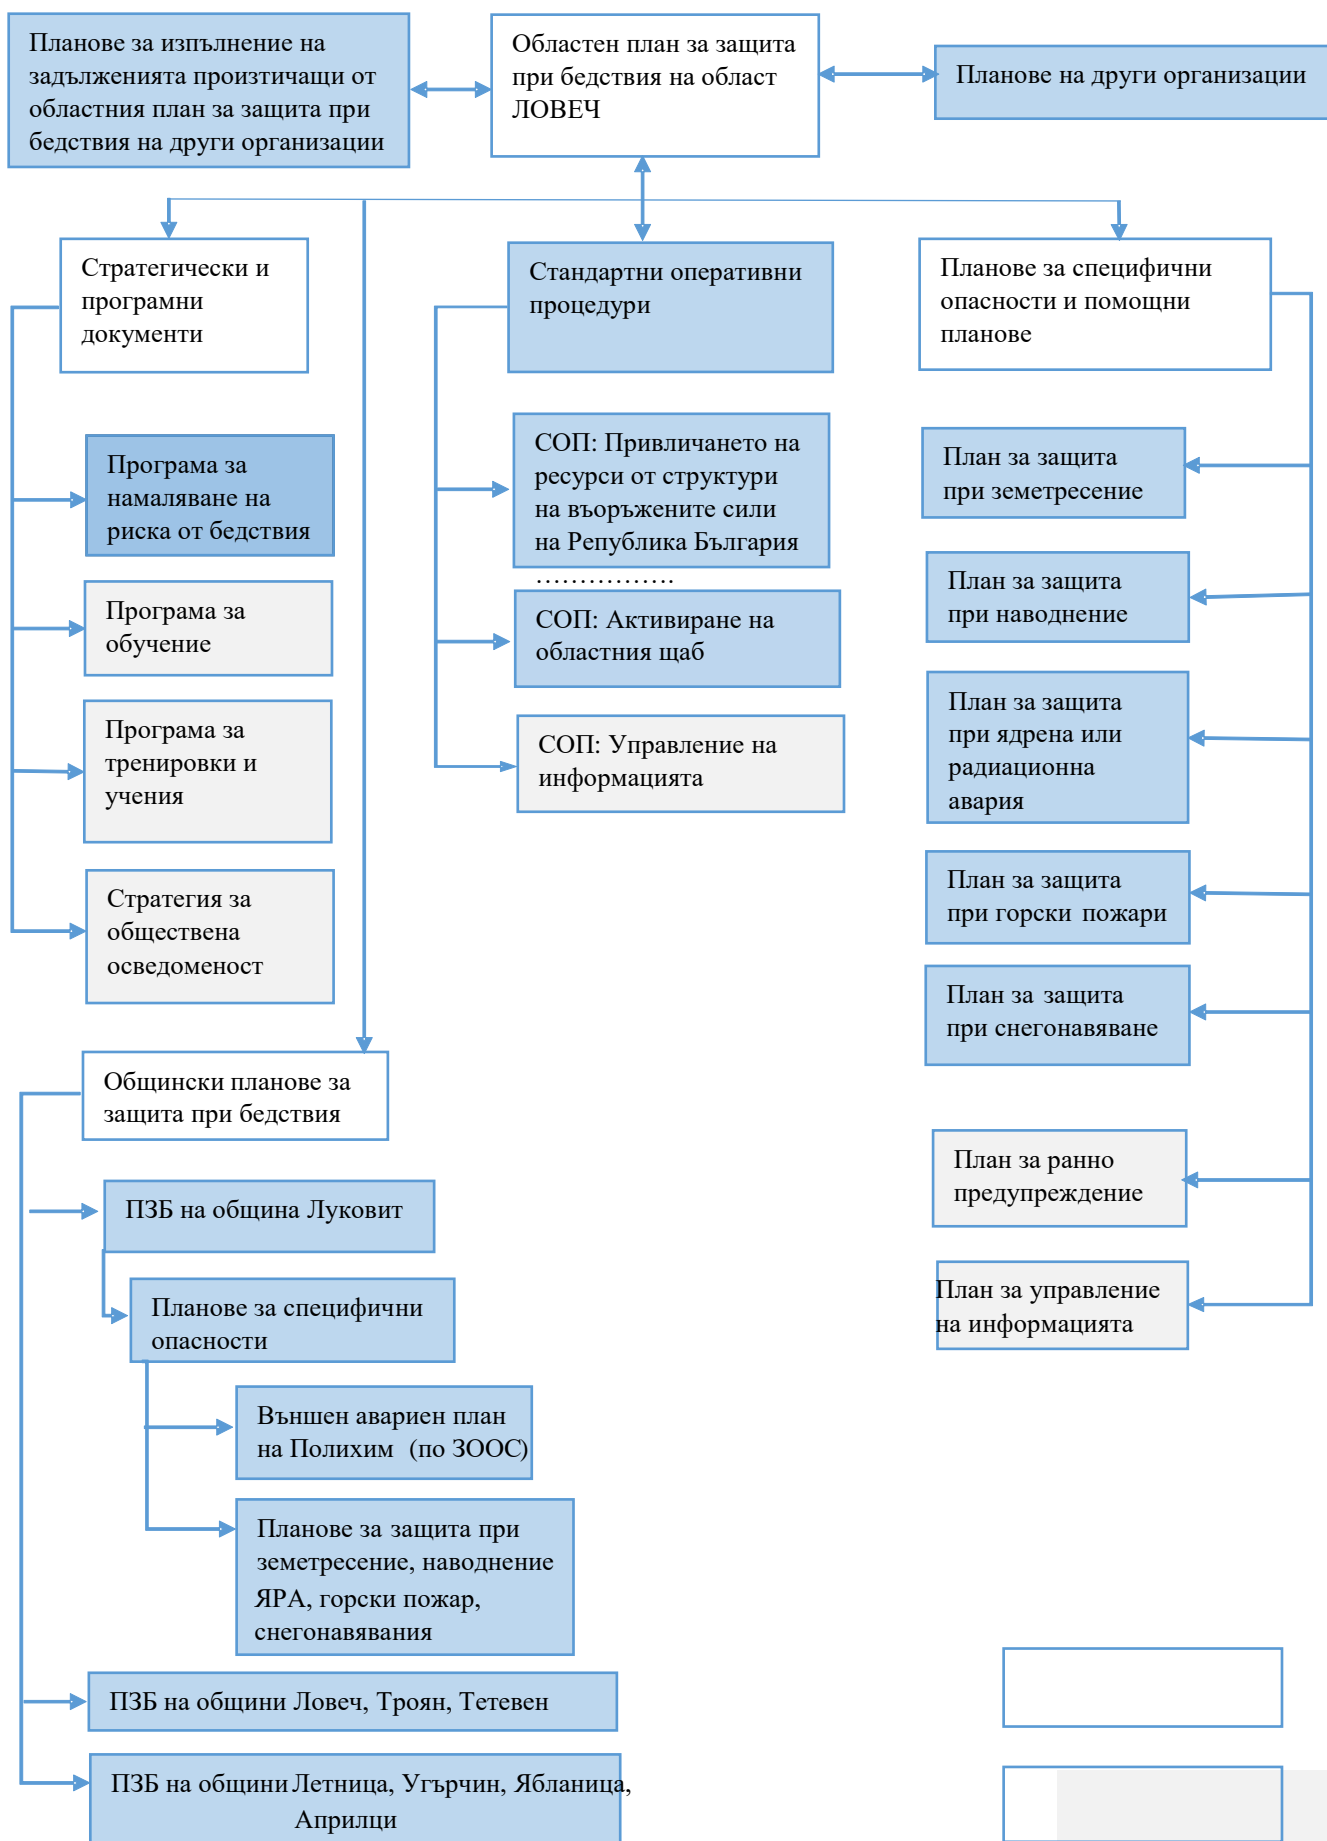 Планове за изпълнение на
задълженията произтичащи от
областния план за защита при
бедствия на други организации
Областен план за защита
при бедствия на област
ЛОВЕЧ
Планове на други организации
Стратегически и
програмни
документи
Стандартни оперативни
процедури
Планове за специфични
опасности и помощни
планове
Програма за
намаляване на
риска от бедствия
Програма за
обучение
Програма за
тренировки и
учения
Стратегия за
обществена
осведоменост
СОП: Привличането на
ресурси от структури
на въоръжените сили
на Република България
…………….
СОП: Активиране на
областния щаб
СОП: Управление на
информацията
План за защита
при земетресение
План за защита
при наводнение
План за защита
при ядрена или
радиационна
авария
План за защита
при горски пожари
План за защита
при снегонавяване
План за ранно
предупреждение
План за управление
на информацията
Общински планове за
защита при бедствия
ПЗБ на община Луковит
Планове за специфични
опасности
Външен авариен план
на Полихим (по ЗООС)
Планове за защита при
земетресение, наводнение
ЯРА, горски пожар,
снегонавявания
ПЗБ на общини Ловеч, Троян, Тетевен
ПЗБ на общини Летница, Угърчин, Ябланица,
Априлци